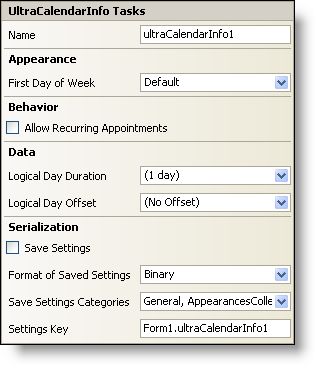 UltraCalendarInfo Tasks
Name ultraCalendarInfo1
Appearance
First Day of Week Default
Behavior
Allow Recurring Appointments
Data
Logical Day Duration (1 day)
Logical Day Offset (No Offset)
Serialization
Save Settings
Format of Saved Settings Binary
Save Settings Categories General, AppearancesColle
Settings Key Form1.ultraCalendarInfo1